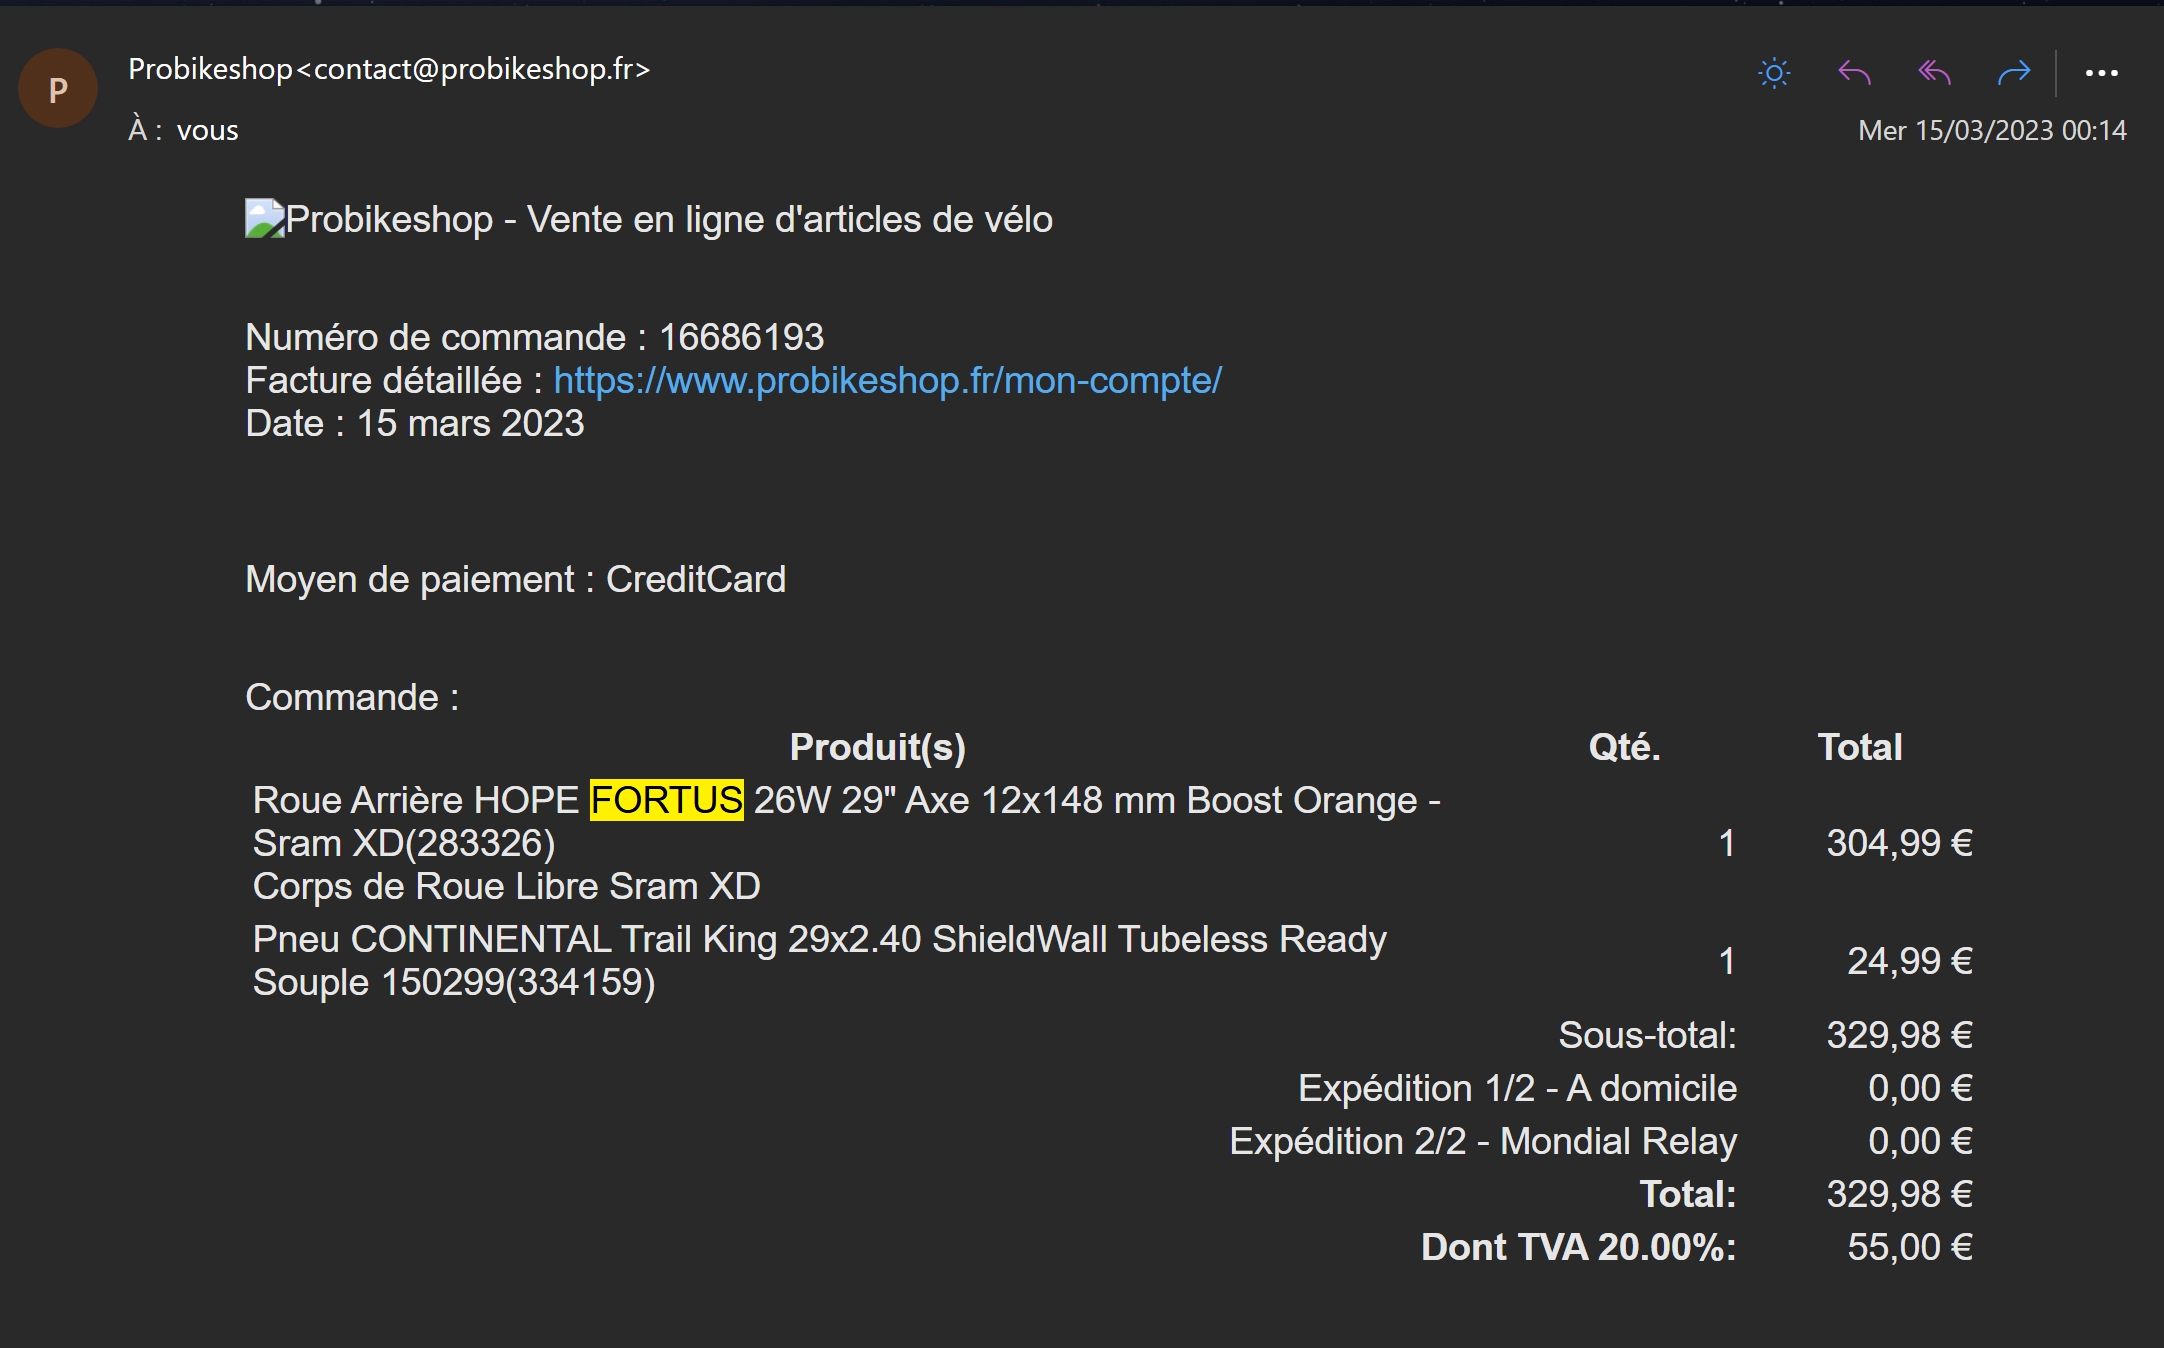 Probikeshop<contact@probikeshop.fr>
P
À : vous
Mer 15/03/2023 00:14
Probikeshop - Vente en ligne d'articles de vélo
Numéro de commande : 16686193
Facture détaillée : https://www.probikeshop.fr/mon-compte/
Date : 15 mars 2023
Moyen de paiement : CreditCard
Commande :
Produit(s) Qté. Total
Roue Arrière HOPE FORTUS 26W 29" Axe 12x148 mm Boost Orange -
Sram XD(283326) 1 304,99 €
Corps de Roue Libre Sram XD
Pneu CONTINENTAL Trail King 29x2.40 ShieldWall Tubeless Ready
Souple 150299(334159) 1 24,99 €
Sous-total: 329,98 €
Expédition 1/2 - A domicile 0,00 €
Expédition 2/2 - Mondial Relay 0,00 €
Total: 329,98 €
Dont TVA 20.00%: 55,00 €